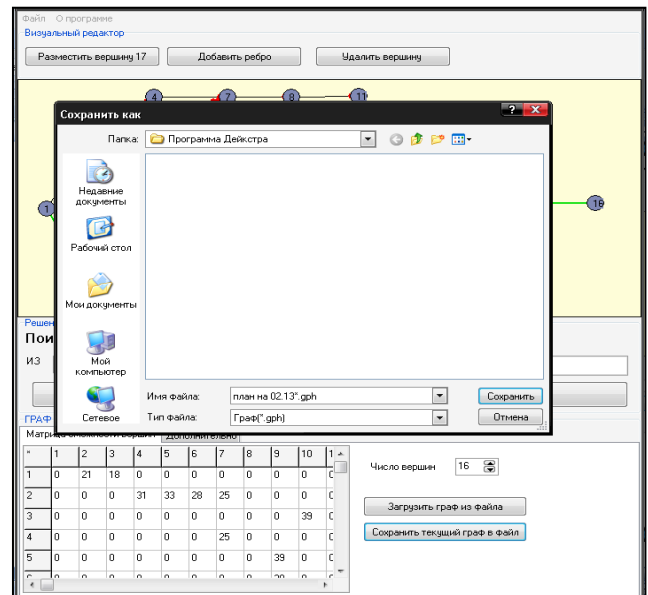 Файл О программе
Визуальный редактор
Разместить вершину 17 Добавить ребро Удалить вершину
4 7 8 11
Сохранить как
Папка: Программа Дейкстра
Недавние документы
Рабочий стол
1 16
Мои документы
Мой компьютер
Сетевое
Имя файла: план на 02.13".gph Сохранить
Тип файла: Граф(*.gph) Отмена
Реше
Пои
ИЗ
ГРАФ
Матрица смежности вершин Дополнительно
* 1 2 3 4 5 6 7 8 9 10 1
1 0 21 18 0 0 0 0 0 0 0
2 0 0 0 31 33 28 25 0 0 0
3 0 0 0 0 0 0 0 0 0 39
4 0 0 0 0 0 0 25 0 0 0
5 0 0 0 0 0 0 0 0 39 0
Число вершин 16
Загрузить граф из файла
Сохранить текущий граф в файл